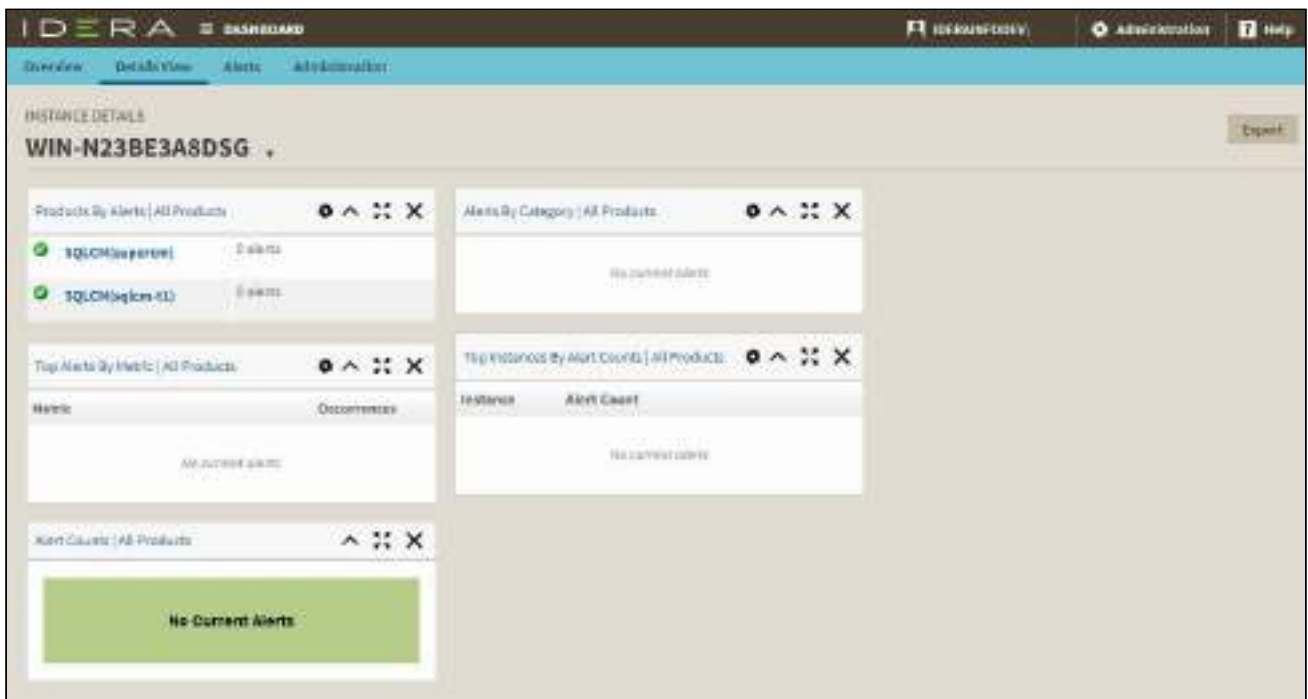 IDERA ≡ DASHBOARD Administration Help
Overview Details View Alerts Administration
INSTANCE DETAILS
WIN-N23BE3A8DSG
Export
Products By Alerts | All Products
SQLCM 0 alerts
SQLCM(sqlcm-t1) 0 alerts
Alerts By Category | All Products
No current alerts
Top Alerts By Metric | All Products
Metric Occurrences
No current alerts
Top Instances By Alert Counts | All Products
Instance Alert Count
No current alerts
Alert Counts | All Products
No Current Alerts